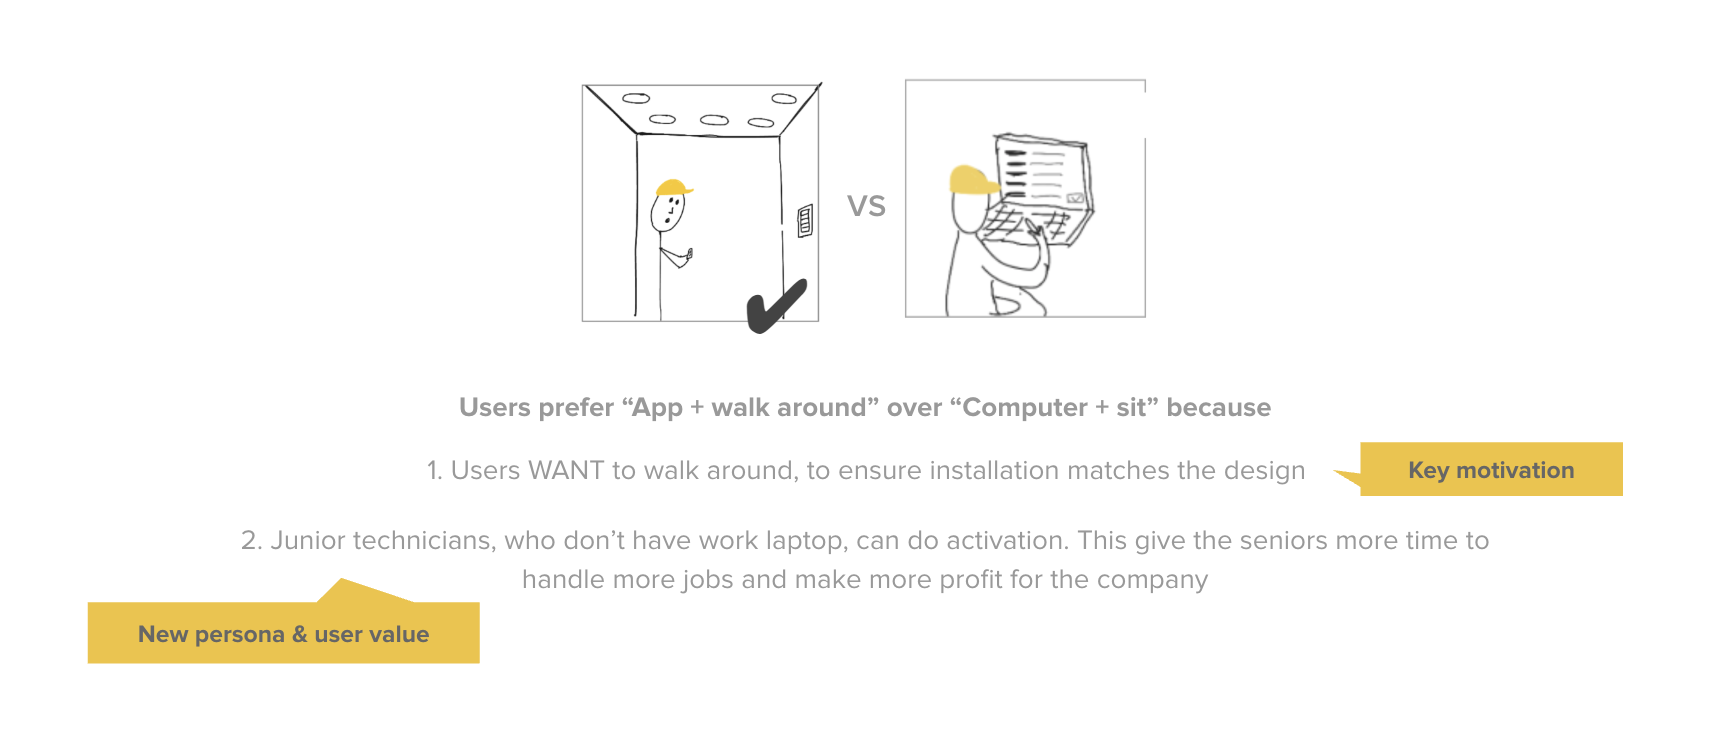 VS
Users prefer “App + walk around” over “Computer + sit” because
1. Users WANT to walk around, to ensure installation matches the design
Key motivation
2. Junior technicians, who don’t have work laptop, can do activation. This give the seniors more time to
handle more jobs and make more profit for the company
New persona & user value